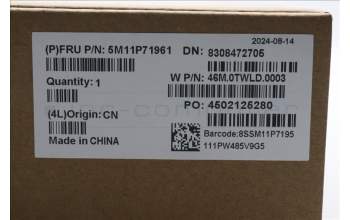 2024-08-14
(P)FRU P/N: 5M11P71961 DN: 8308472705
Quantity: 1 W P/N: 46M.0TWLD.0003
PO: 4502125280
(4L)Origin: CN
Made in CHINA
Barcode:8SSM11P7195
111PW485V9G5